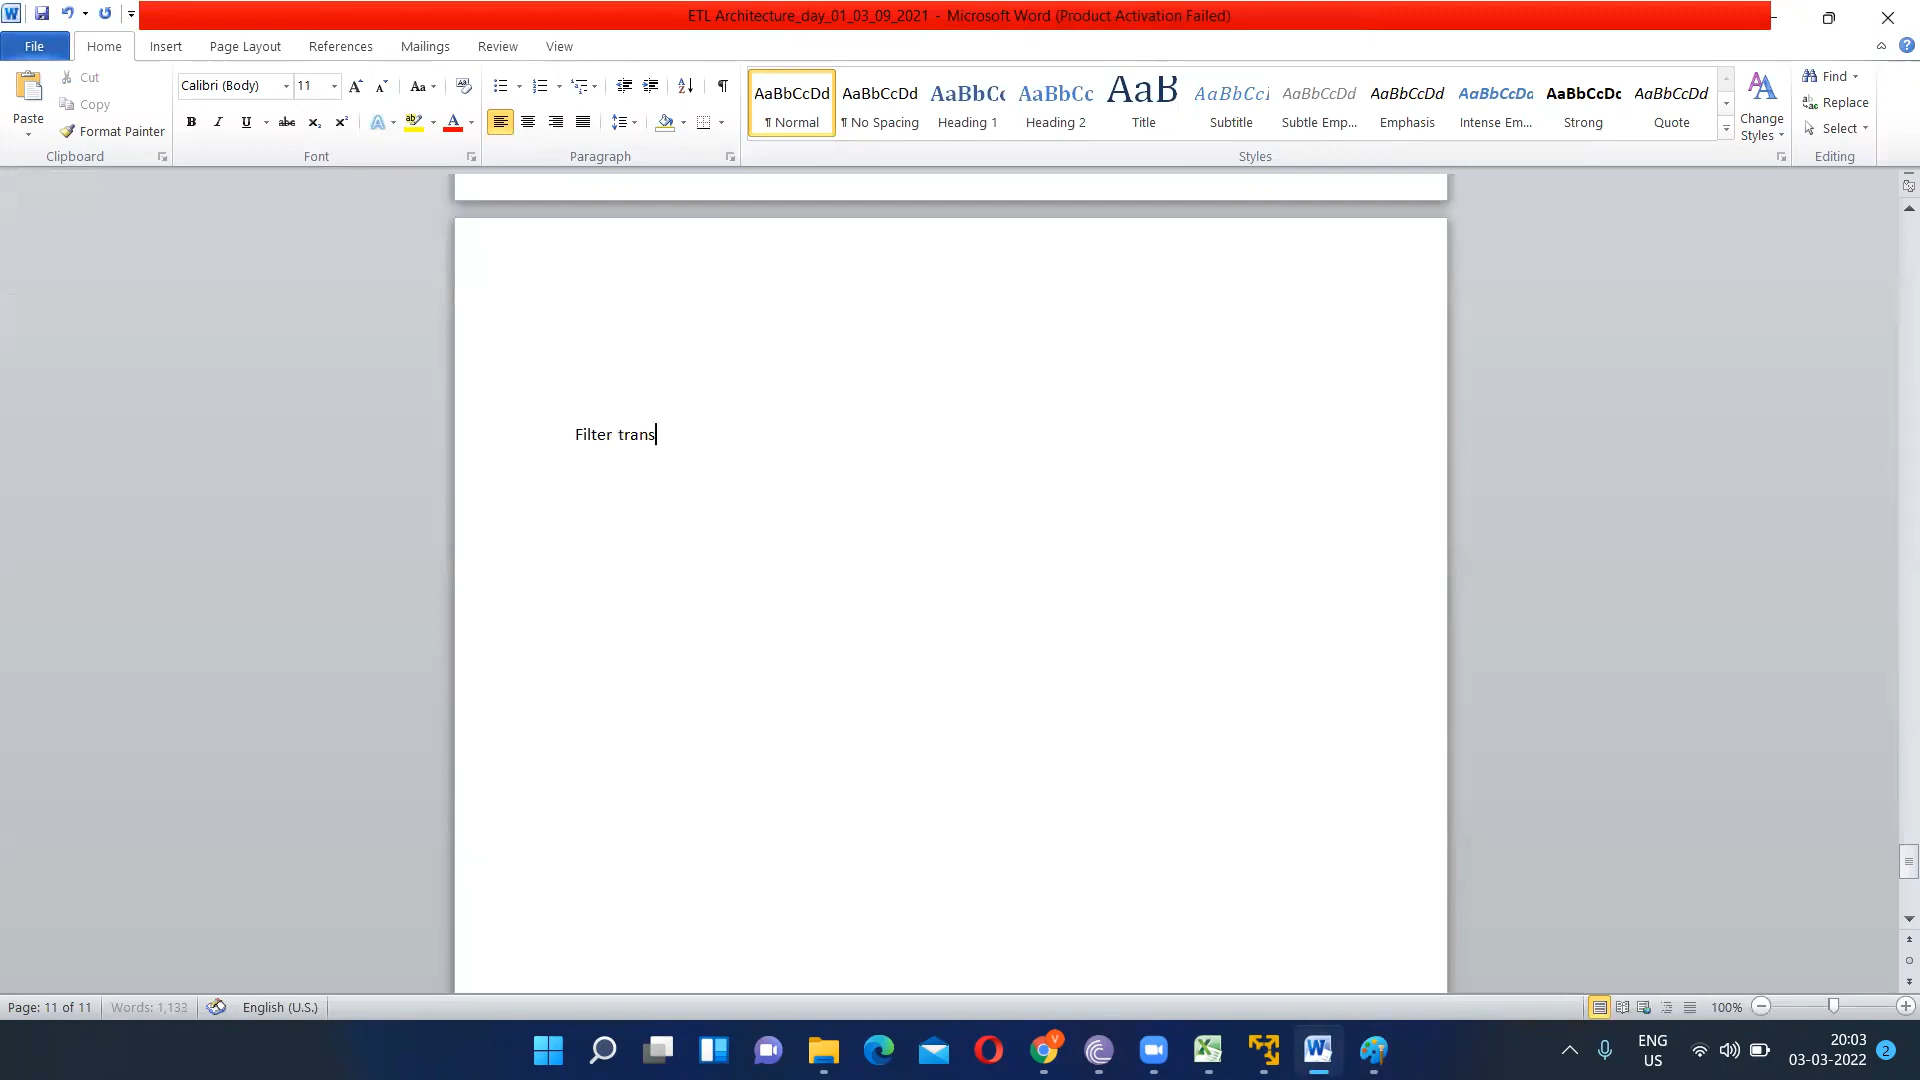 ETL Architecture_day_01_03_09_2021 - Microsoft Word (Product Activation Failed)
File Home Insert Page Layout References Mailings Review View
Cut
Copy
Paste
Format Painter
Clipboard
Calibri (Body) 11
Font
Paragraph
AaBbCcDd AaBbCcDd AaBbCc AaBbCc AaB AaBbCcI AaBbCcDd AaBbCcDd AaBbCcDd AaBbCcDc AaBbCcDd
¶ Normal ¶ No Spacing Heading 1 Heading 2 Title Subtitle Subtle Emp... Emphasis Intense Em... Strong Quote
Styles
Change Styles
Find
Replace
Select
Editing
Filter trans
Page: 11 of 11 Words: 1,133 English (U.S.) 100%
ENG
US
20:03
03-03-2022
2